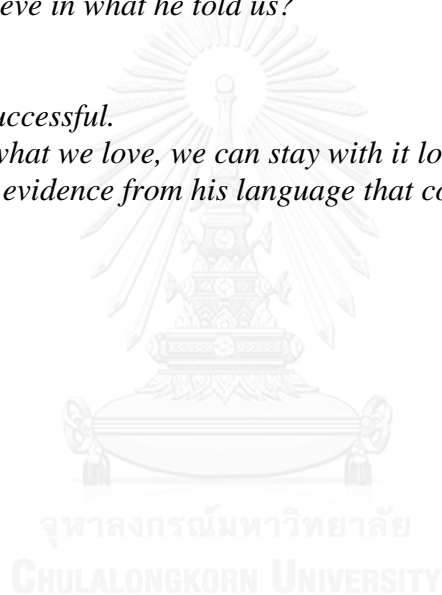 eve in what he told us?
uccessful.
what we love, we can stay with it lo
evidence from his language that co
จุฬาลงกรณ์มหาวิทยาลัย
CHULALONGKORN UNIVERSITY